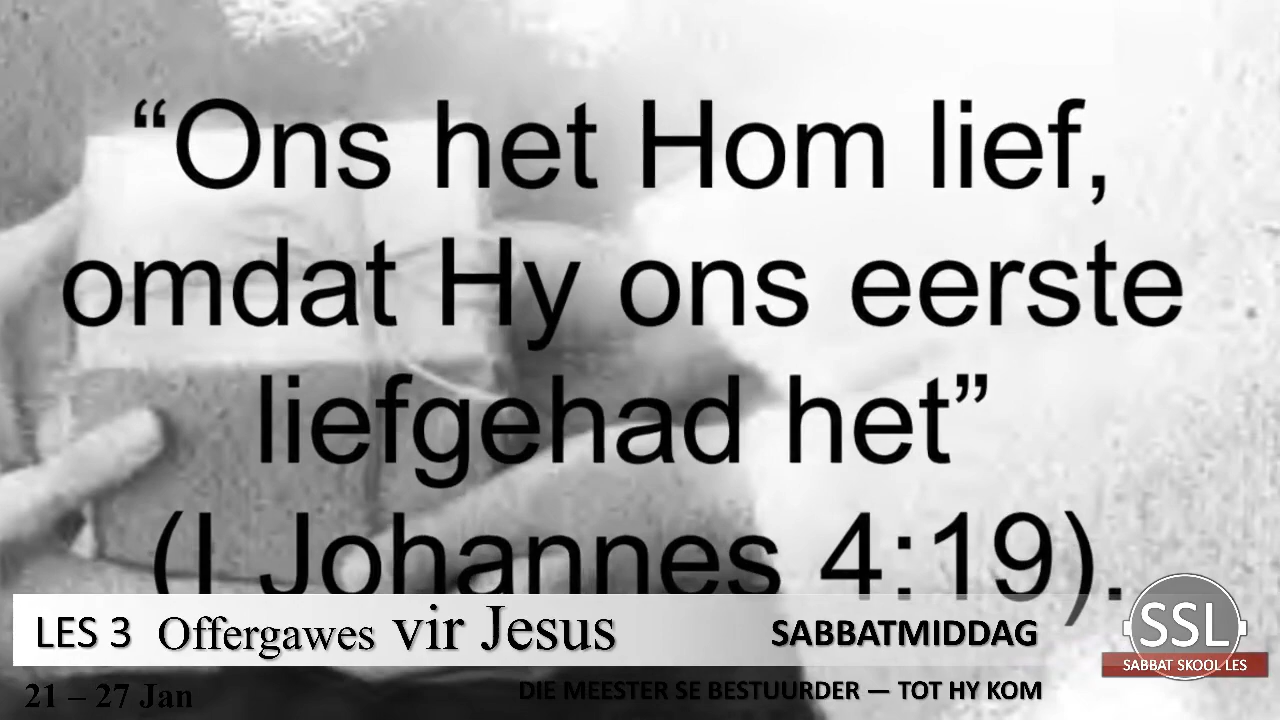 “Ons het Hom lief,
omdat Hy ons eerste
liefgehad het”
(I Johannes 4:19).
LES 3 Offergawes vir Jesus SABBATMIDDAG
SSL
SABBAT SKOOL LES
21 – 27 Jan DIE MEESTER SE BESTUURDER — TOT HY KOM